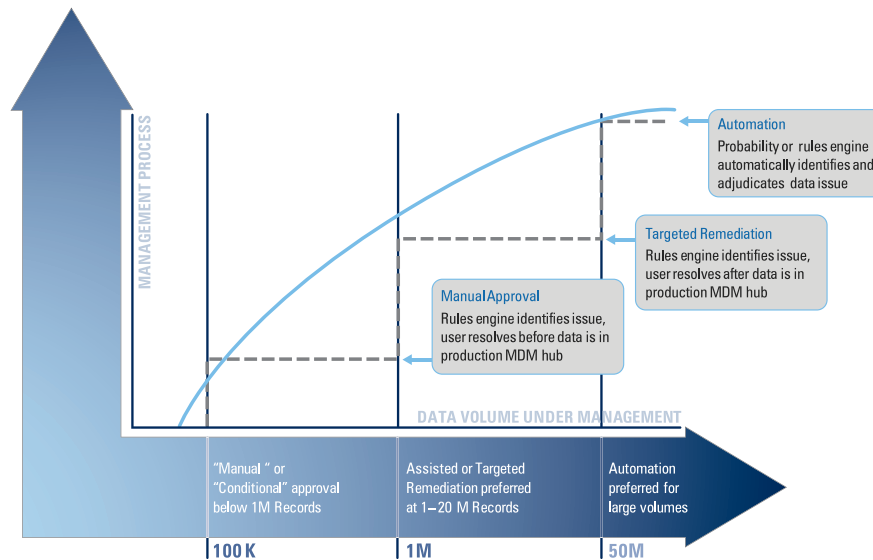 MANAGEMENT PROCESS
Automation
Probability or rules engine
automatically identifies and
adjudicates data issue
Targeted Remediation
Rules engine identifies issue,
user resolves after data is in
production MDM hub
Manual Approval
Rules engine identifies issue,
user resolves before data is in
production MDM hub
DATA VOLUME UNDER MANAGEMENT
“Manual ” or
“Conditional” approval
below 1M Records
Assisted or Targeted
Remediation preferred
at 1–20 M Records
Automation
preferred for
large volumes
100 K
1M
50M